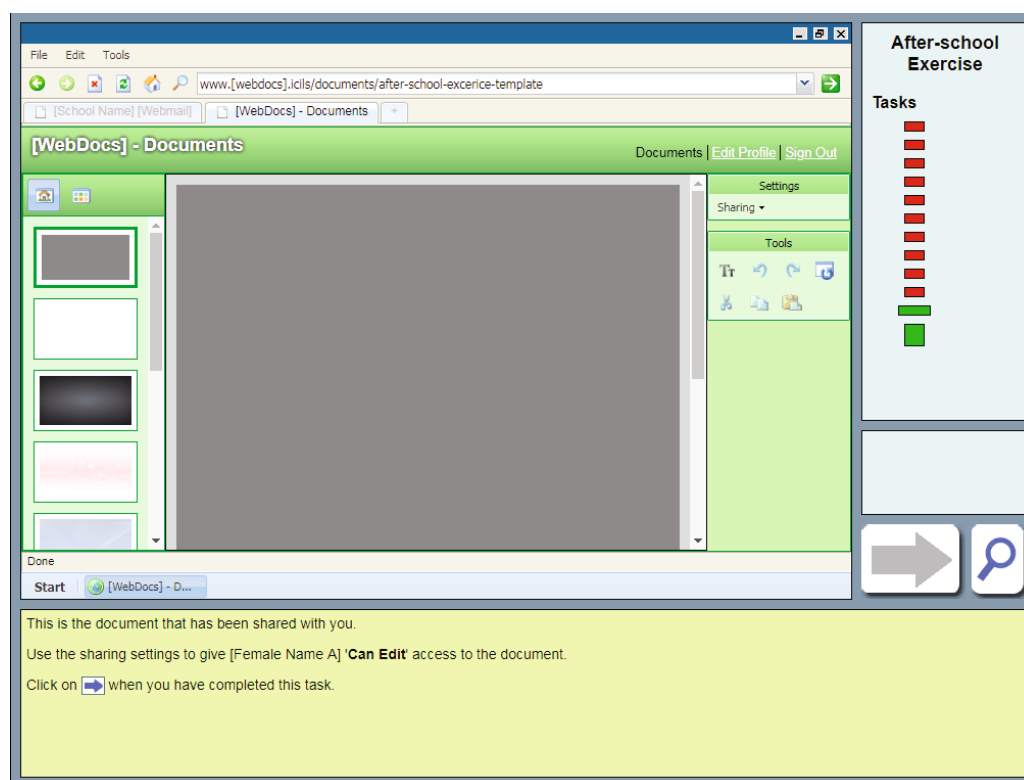 File Edit Tools
www.[webdocs].icils/documents/after-school-excerice-template
[School Name] [Webmail] [WebDocs] - Documents +
[WebDocs] - Documents
Documents | Edit Profile | Sign Out
Settings
Sharing
Tools
TT
Done
Start [WebDocs] - D...
After-school
Exercise
Tasks
This is the document that has been shared with you.
Use the sharing settings to give [Female Name A] 'Can Edit' access to the document.
Click on when you have completed this task.